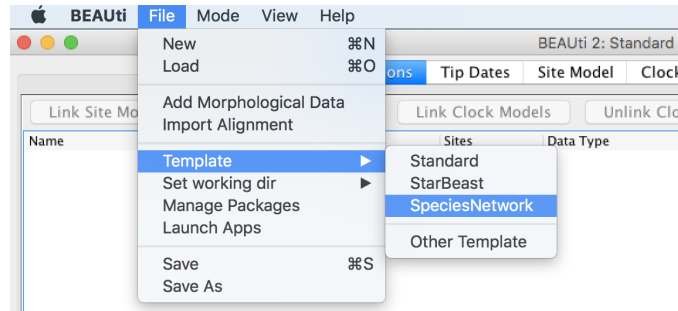 BEAUti File Mode View Help
BEAUti 2: Standard
New ⌘N
Load ⌘O
ons Tip Dates Site Model Clock
Add Morphological Data
Import Alignment
Link Site Mo Link Clock Models Unlink Clo
Name Sites Data Type
Template ▶ Standard
Set working dir ▶ StarBeast
Manage Packages SpeciesNetwork
Launch Apps
Other Template
Save ⌘S
Save As